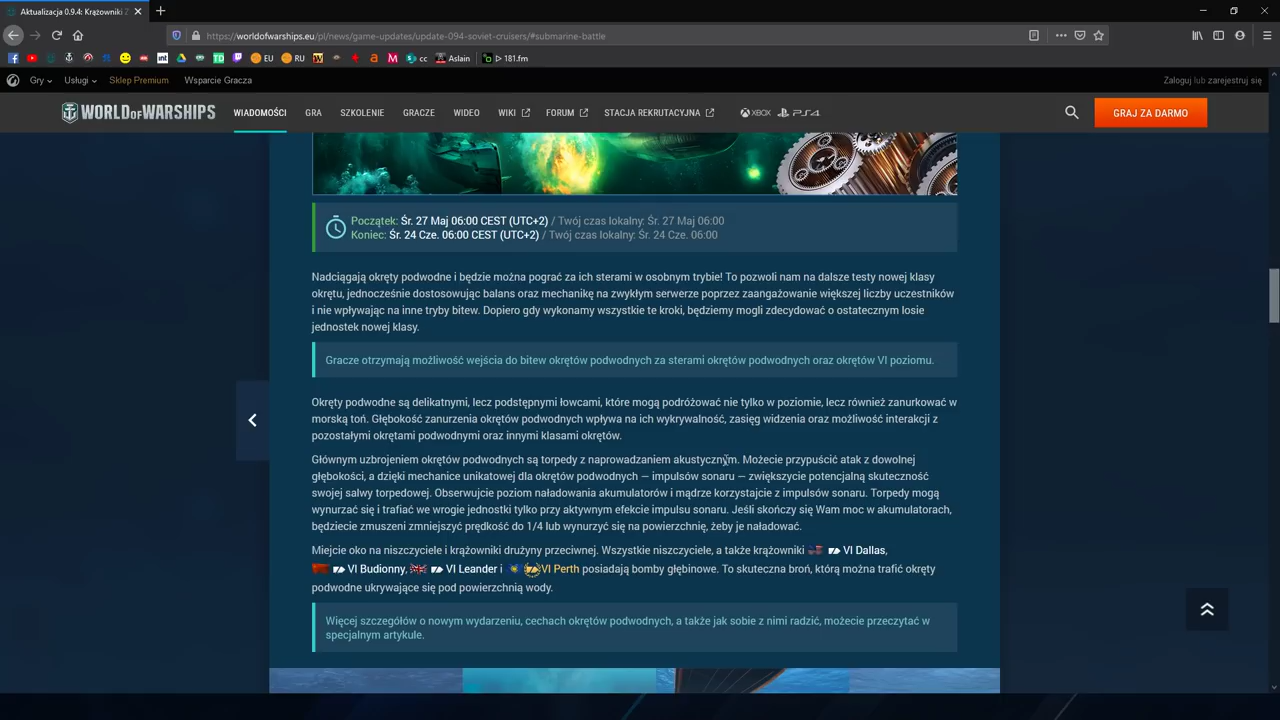 Aktualizacja 0.9.4: Krążowniki Z
https://worldofwarships.eu/pl/news/game-updates/update-094-soviet-cruisers/#submarine-battle
EU
RU
cc
Aslain
181.fm
Gry
Usługi
Sklep Premium
Wsparcie Gracza
Zaloguj lub zarejestruj się
WORLD OF WARSHIPS
WIADOMOŚCI
GRA
SZKOLENIE
GRACZE
VIDEO
WIKI
FORUM
STACJA REKRUTACYJNA
XBOX
PS4
GRAJ ZA DARMO
Początek: Śr. 27 Maj 06:00 CEST (UTC+2) / Twój czas lokalny: Śr. 27 Maj 06:00
Koniec: Śr. 24 Cze. 06:00 CEST (UTC+2) / Twój czas lokalny: Śr. 24 Cze. 06:00
Nadciągają okręty podwodne i będzie można pograć za ich sterami w osobnym trybie! To pozwoli nam na dalsze testy nowej klasy
okrętu, jednocześnie dostosowując balans oraz mechanikę na zwykłym serwerze poprzez zaangażowanie większej liczby uczestników
i nie wpływając na inne tryby bitew. Dopiero gdy wykonamy wszystkie te kroki, będziemy mogli zdecydować o ostatecznym losie
jednostek nowej klasy.
Gracze otrzymają możliwość wejścia do bitew okrętów podwodnych za sterami okrętów podwodnych oraz okrętów VI poziomu.
Okręty podwodne są delikatnymi, lecz podstępnymi łowcami, które mogą podróżować nie tylko w poziomie, lecz również zanurkować w
morską toń. Głębokość zanurzenia okrętów podwodnych wpływa na ich wykrywalność, zasięg widzenia oraz możliwość interakcji z
pozostałymi okrętami podwodnymi oraz innymi klasami okrętów.
Głównym uzbrojeniem okrętów podwodnych są torpedy z naprowadzaniem akustycznym. Możecie przypuścić atak z dowolnej
głębokości, a dzięki mechanice unikatowej dla okrętów podwodnych — impulsów sonaru — zwiększycie potencjalną skuteczność
swojej salwy torpedowej. Obserwujcie poziom naładowania akumulatorów i mądrze korzystajcie z impulsów sonaru. Torpedy mogą
wynurzać się i trafiać we wrogie jednostki tylko przy aktywnym efekcie impulsu sonaru. Jeśli skończy się Wam moc w akumulatorach,
będziecie zmuszeni zmniejszyć prędkość do 1/4 lub wynurzyć się na powierzchnię, żeby je naładować.
Miejcie oko na niszczyciele i krążowniki drużyny przeciwnej. Wszystkie niszczyciele, a także krążowniki VI Dallas,
VI Budionny, VI Leander i VI Perth posiadają bomby głębinowe. To skuteczna broń, którą można trafić okręty
podwodne ukrywające się pod powierzchnią wody.
Więcej szczegółów o nowym wydarzeniu, cechach okrętów podwodnych, a także jak sobie z nimi radzić, możecie przeczytać w
specjalnym artykule.